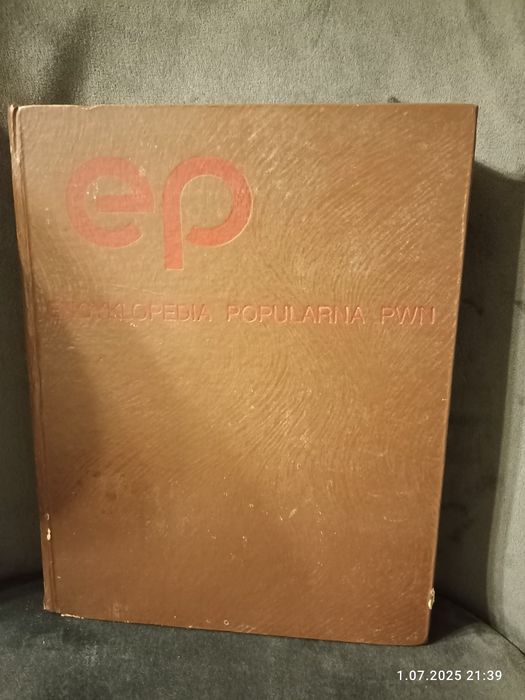 ep
ENCYKLOPEDIA POPULARNA PWN
1.07.2025 21:39